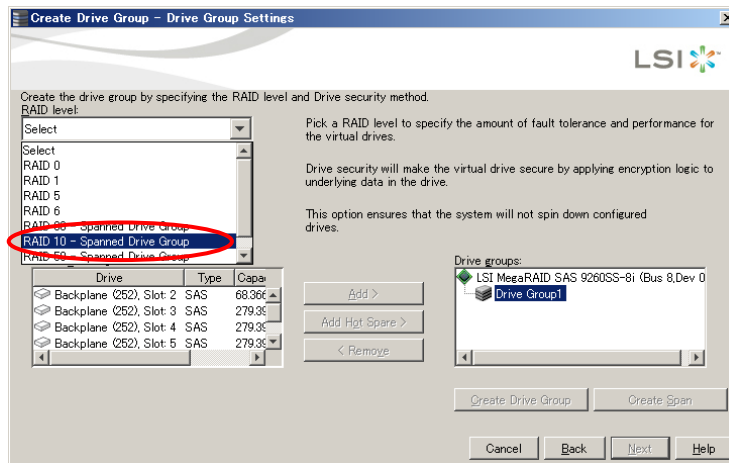 Create Drive Group - Drive Group Settings
LSI
Create the drive group by specifying the RAID level and Drive security method.
RAID level:
Select
Pick a RAID level to specify the amount of fault tolerance and performance for
the virtual drives.
Select
RAID 0
RAID 1
RAID 5
RAID 6
RAID 00 - Spanned Drive Group
RAID 10 - Spanned Drive Group
RAID 50 - Spanned Drive Group
Drive security will make the virtual drive secure by applying encryption logic to
underlying data in the drive.
This option ensures that the system will not spin down configured
drives.
Drive Type Capa
Backplane (252), Slot: 2 SAS 68.366
Backplane (252), Slot: 3 SAS 279.39
Backplane (252), Slot: 4 SAS 279.39
Backplane (252), Slot: 5 SAS 279.39
Add >
Add Hot Spare >
< Remove
Drive groups:
LSI MegaRAID SAS 9260SS-8i (Bus 8,Dev 0
Drive Group1
Create Drive Group
Create Span
Cancel
Back
Next
Help